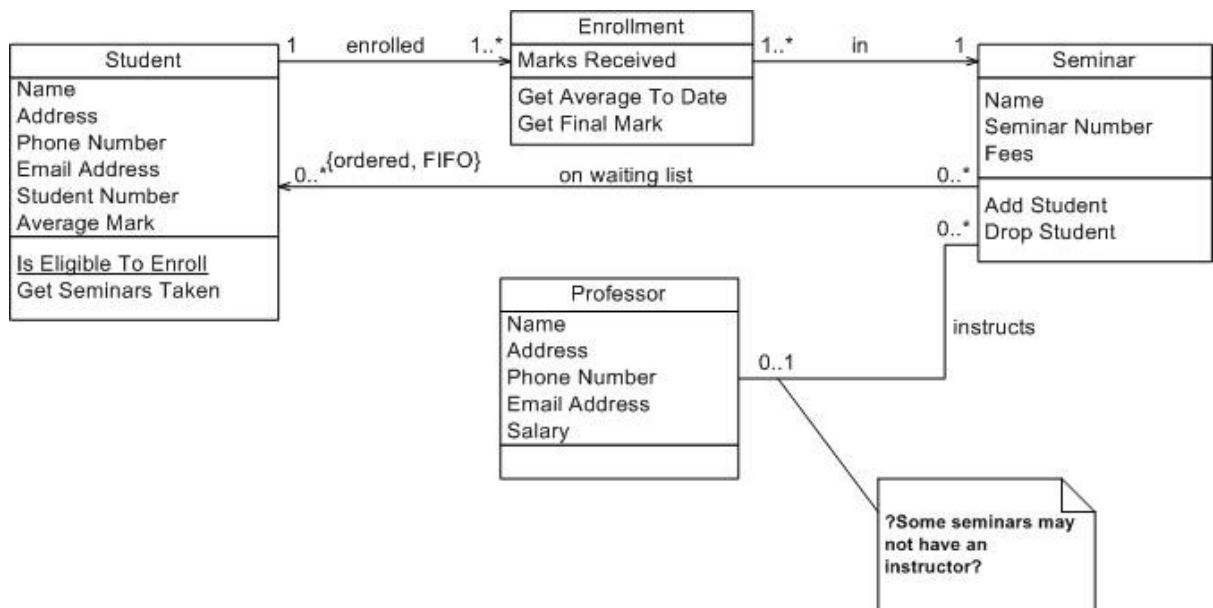 Student
Name
Address
Phone Number
Email Address
Student Number
Average Mark
Is Eligible To Enroll
Get Seminars Taken
1
enrolled
1..*
Enrollment
Marks Received
Get Average To Date
Get Final Mark
1..*
in
1
Seminar
Name
Seminar Number
Fees
Add Student
Drop Student
0..*
{ordered, FIFO}
on waiting list
0..*
0..*
instructs
0..1
Professor
Name
Address
Phone Number
Email Address
Salary
?Some seminars may
not have an
instructor?